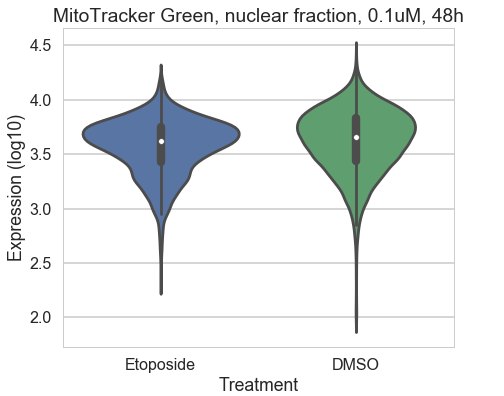 MitoTracker Green, nuclear fraction, 0.1uM, 48h
4.5
4.0
3.5
3.0
2.5
2.0
Expression (log10)
Etoposide
DMSO
Treatment